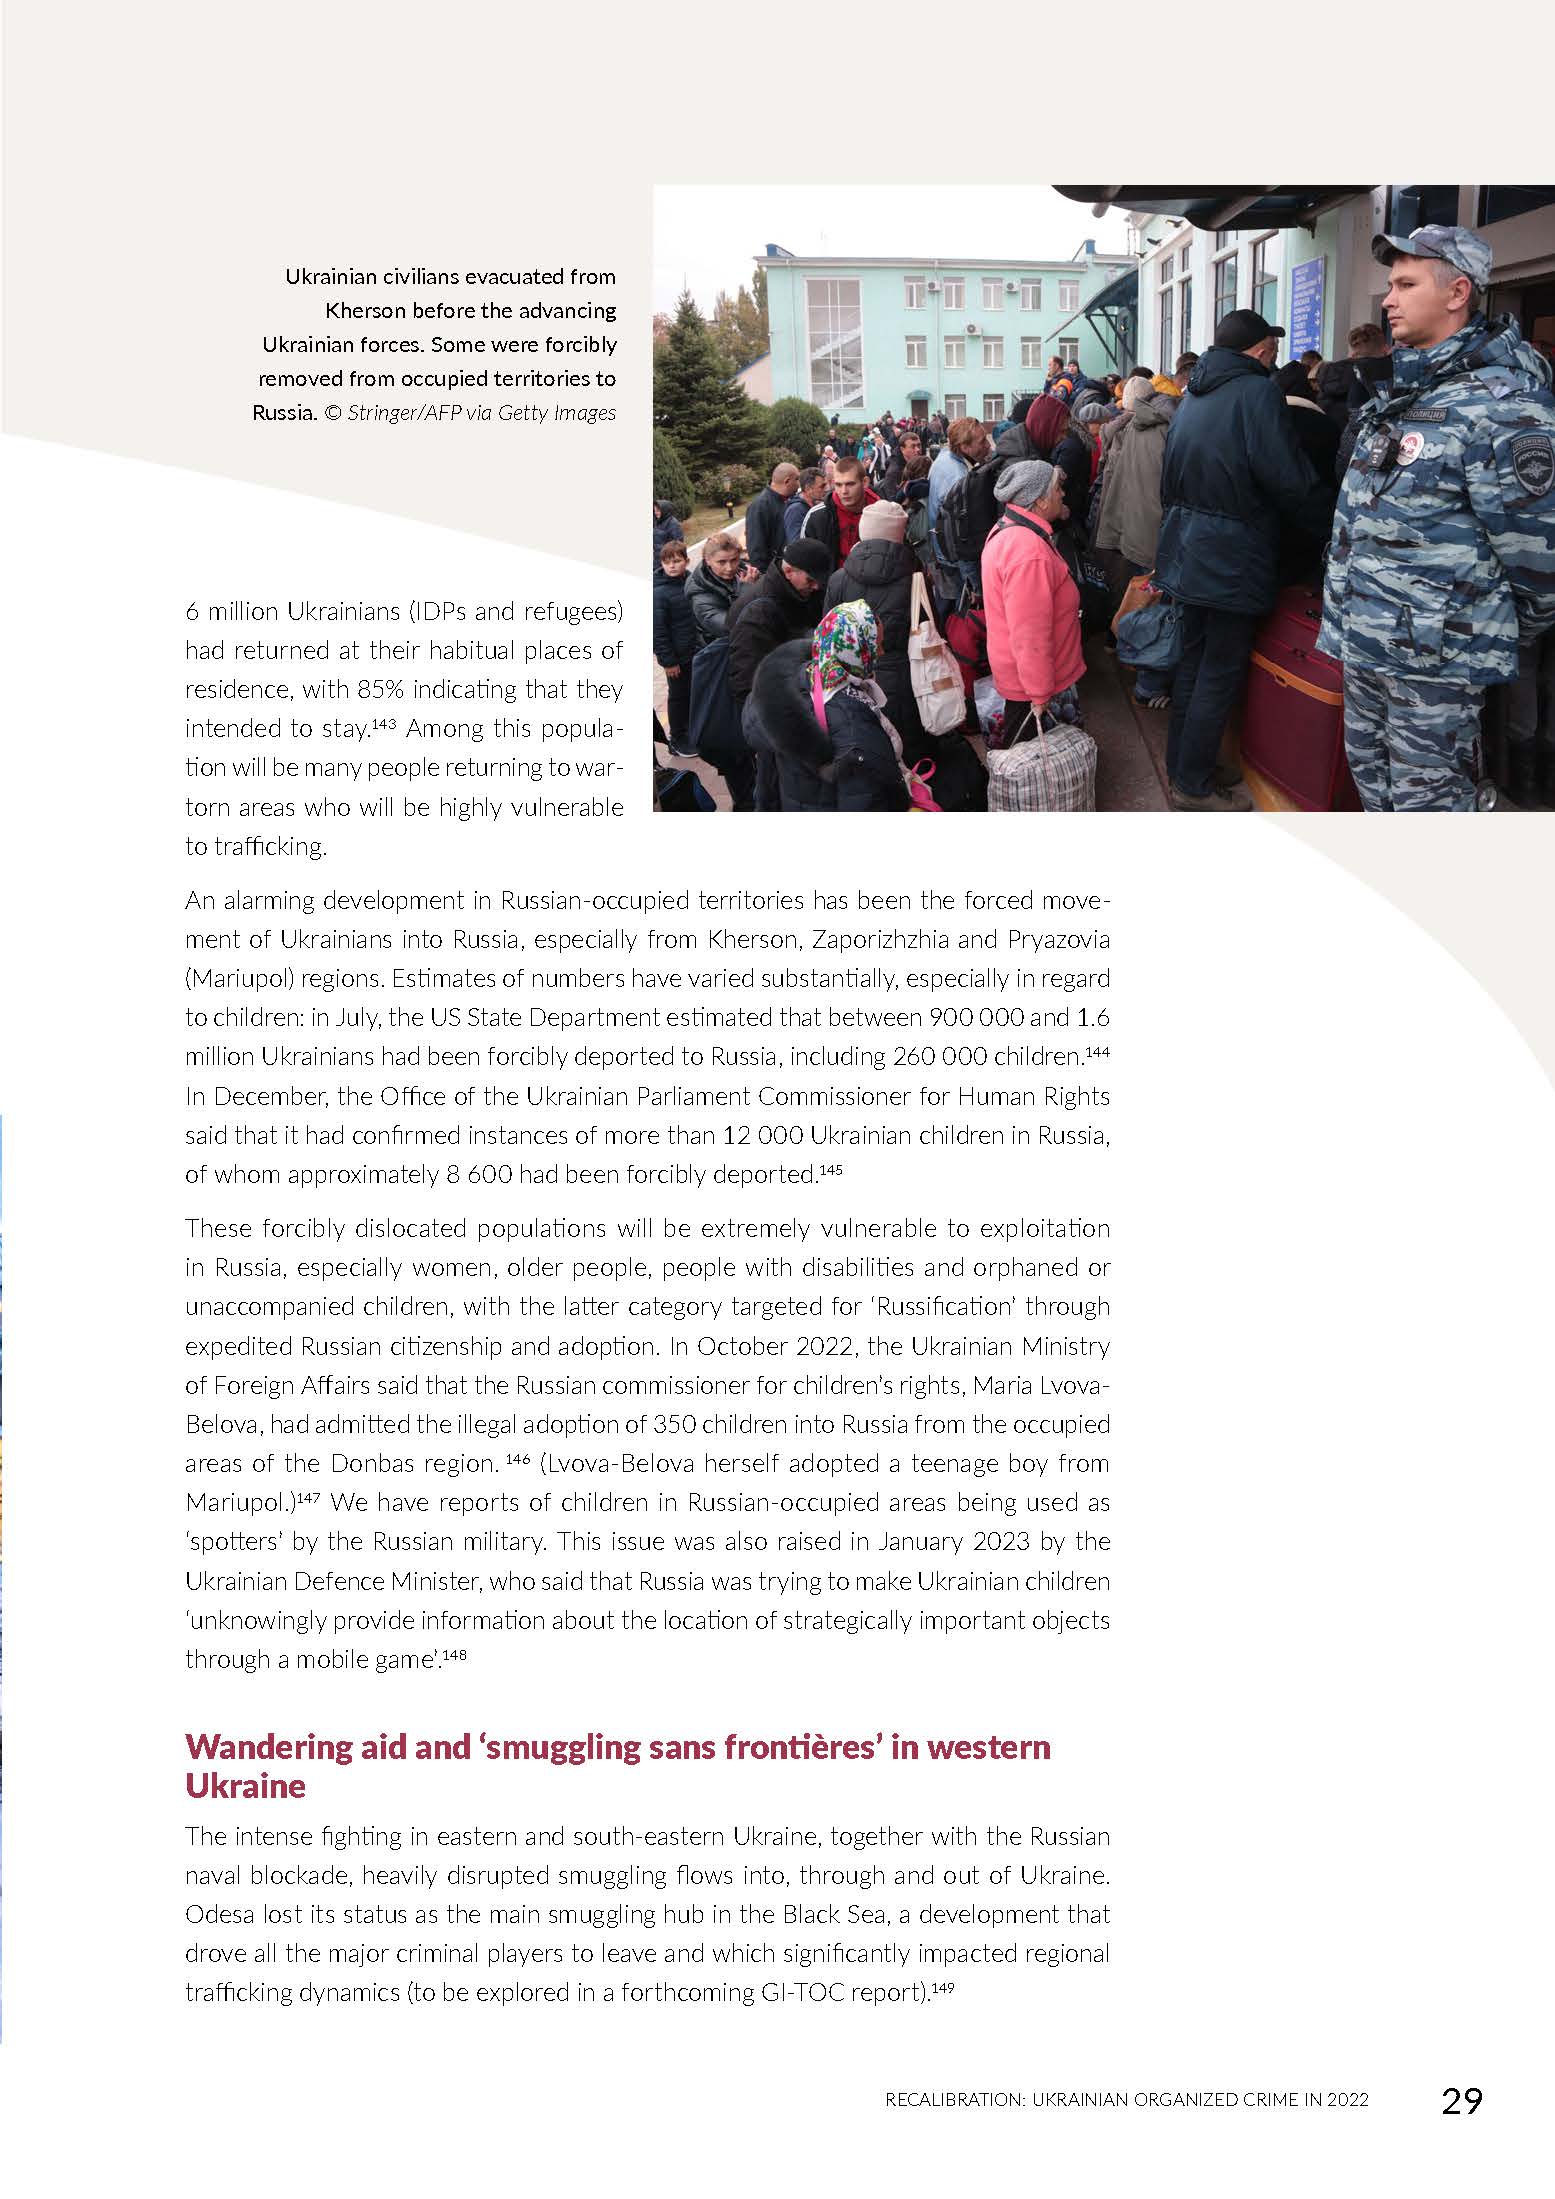 Ukrainian civilians evacuated from
Kherson before the advancing
Ukrainian forces. Some were forcibly
removed from occupied territories to
Russia. © Stringer/AFP via Getty Images
ПОЛИЦИЯ
РОССИЯ
6 million Ukrainians (IDPs and refugees)
had returned at their habitual places of
residence, with 85% indicating that they
intended to stay.143 Among this popula-
tion will be many people returning to war-
torn areas who will be highly vulnerable
to trafficking.
An alarming development in Russian-occupied territories has been the forced move-
ment of Ukrainians into Russia, especially from Kherson, Zaporizhzhia and Pryazovia
(Mariupol) regions. Estimates of numbers have varied substantially, especially in regard
to children: in July, the US State Department estimated that between 900 000 and 1.6
million Ukrainians had been forcibly deported to Russia, including 260 000 children.144
In December, the Office of the Ukrainian Parliament Commissioner for Human Rights
said that it had confirmed instances of more than 12 000 Ukrainian children in Russia,
of whom approximately 8 600 had been forcibly deported.145
These forcibly dislocated populations will be extremely vulnerable to exploitation
in Russia, especially women, older people, people with disabilities and orphaned or
unaccompanied children, with the latter category targeted for ‘Russification’ through
expedited Russian citizenship and adoption. In October 2022, the Ukrainian Ministry
of Foreign Affairs said that the Russian commissioner for children’s rights, Maria Lvova-
Belova, had admitted the illegal adoption of 350 children into Russia from the occupied
areas of the Donbas region. 146 (Lvova-Belova herself adopted a teenage boy from
Mariupol.)147 We have reports of children in Russian-occupied areas being used as
‘spotters’ by the Russian military. This issue was also raised in January 2023 by the
Ukrainian Defence Minister, who said that Russia was trying to make Ukrainian children
‘unknowingly provide information about the location of strategically important objects
through a mobile game’.148
Wandering aid and ‘smuggling sans frontières’ in western
Ukraine
The intense fighting in eastern and south-eastern Ukraine, together with the Russian
naval blockade, heavily disrupted smuggling flows into, through and out of Ukraine.
Odesa lost its status as the main smuggling hub in the Black Sea, a development that
drove all the major criminal players to leave and which significantly impacted regional
trafficking dynamics (to be explored in a forthcoming GI-TOC report).149
RECALIBRATION: UKRAINIAN ORGANIZED CRIME IN 2022 29